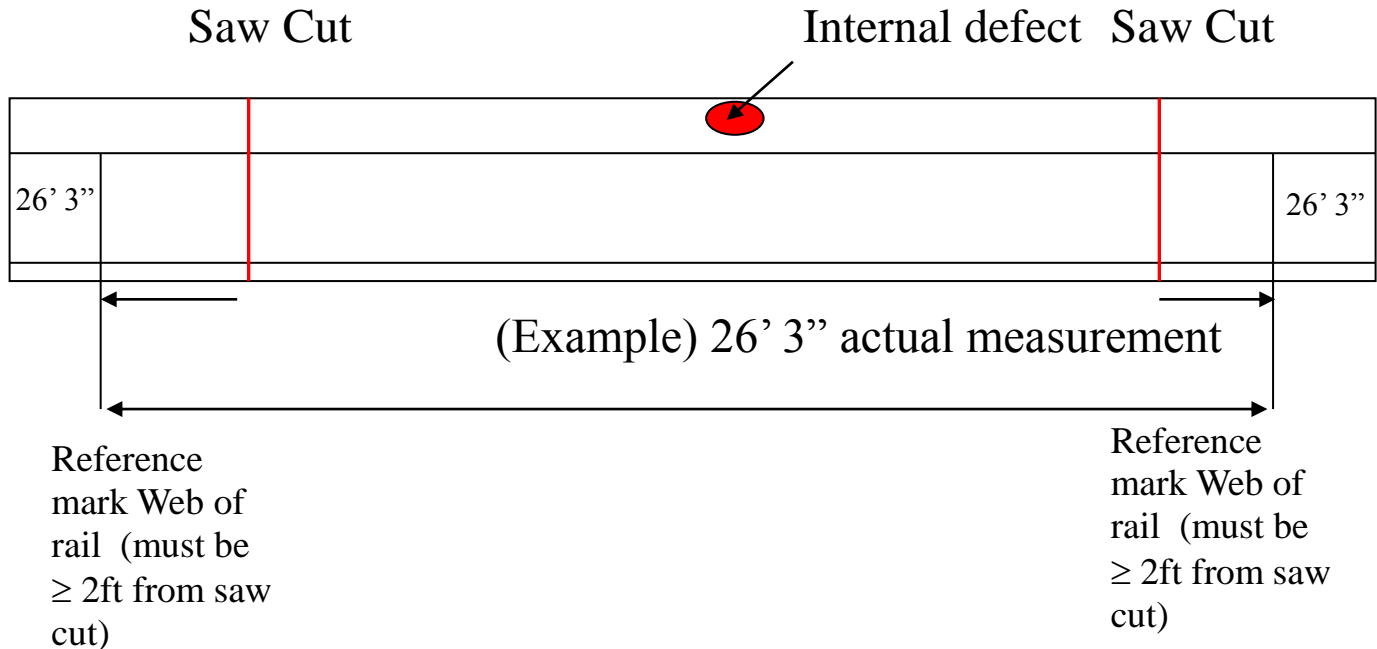 Saw Cut
Internal defect
Saw Cut
26’ 3”
26’ 3”
(Example) 26’ 3” actual measurement
Reference
mark Web of
rail (must be
≥ 2ft from saw
cut)
Reference
mark Web of
rail (must be
≥ 2ft from saw
cut)